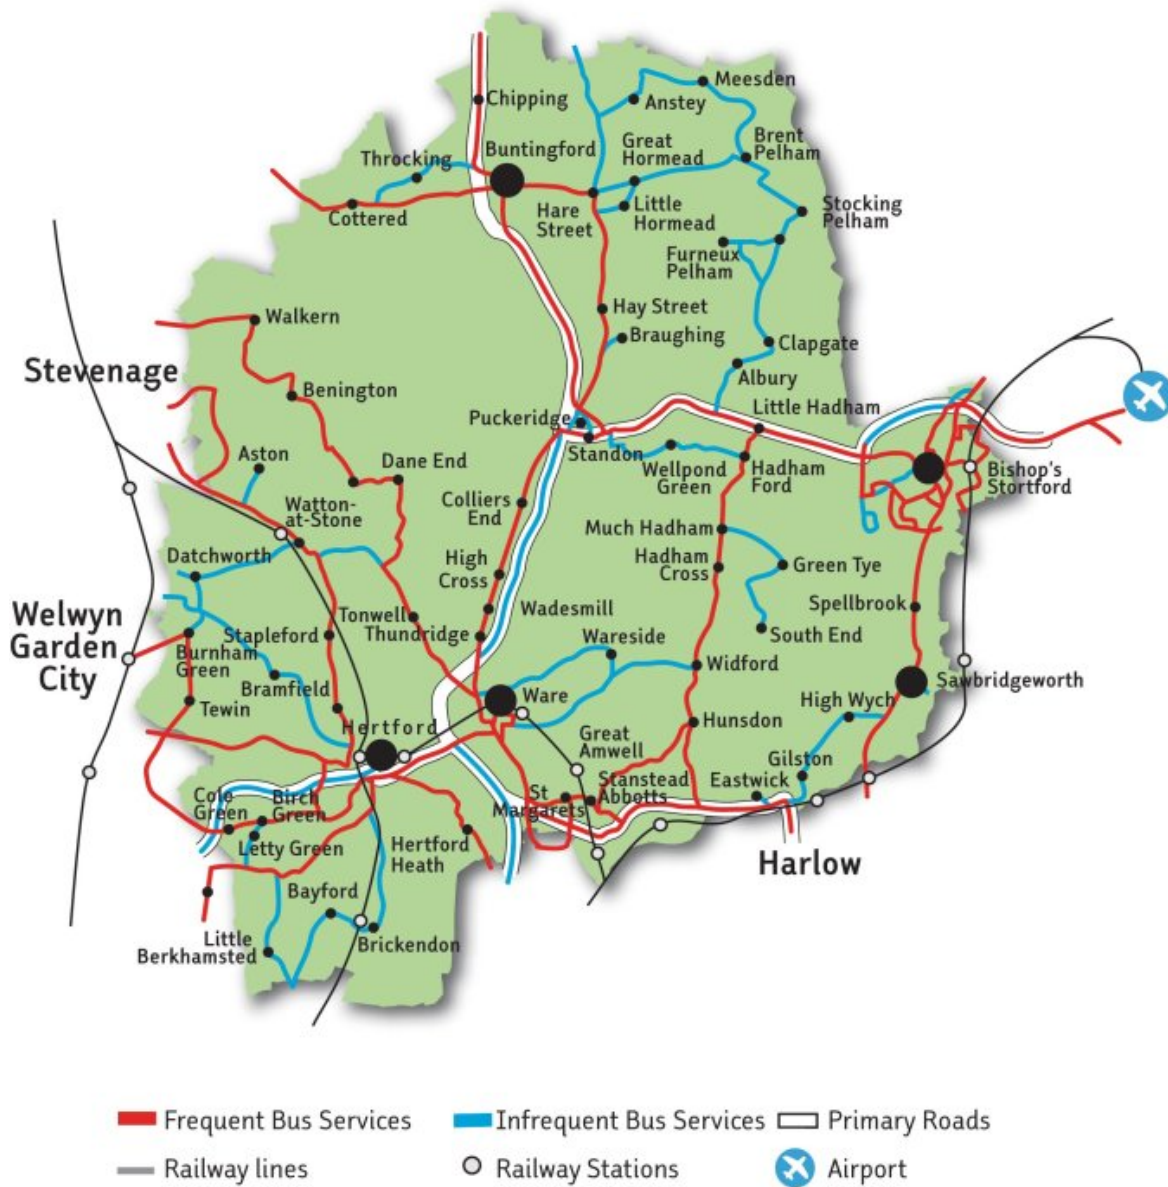 Meesden
Chipping
Anstey
Great
Hormead
Brent
Pelham
Buntingford
Throcking
Stocking
Pelham
Hare
Street
Little
Hormead
Cottered
Furneux
Pelham
Hay Street
Walkern
Braughing
Clapgate
Stevenage
Benington
Albury
Puckeridge
Little Hadham
Standon
Aston
Dane End
Wellpond
Green
Hadham
Ford
Bishop's
Stortford
Watton-
at-Stone
Colliers
End
Datchworth
Much Hadham
High
Cross
Hadham
Cross
Green Tye
Welwyn
Garden
City
Tonwell
Wadesmill
Spellbrook
Stapleford
Thundridge
Wareside
South End
Burnham
Green
Widford
Bramfield
Ware
Sawbridgeworth
Tewin
High Wych
Hertford
Great
Amwell
Hunsdon
Gilston
Cole
Green
Birch
Green
St
Margarets
Stanstead
Abbotts
Eastwick
Letty Green
Hertford
Heath
Harlow
Bayford
Little
Berkhamsted
Brickendon
Frequent Bus Services
Infrequent Bus Services
Primary Roads
Railway lines
Railway Stations
Airport